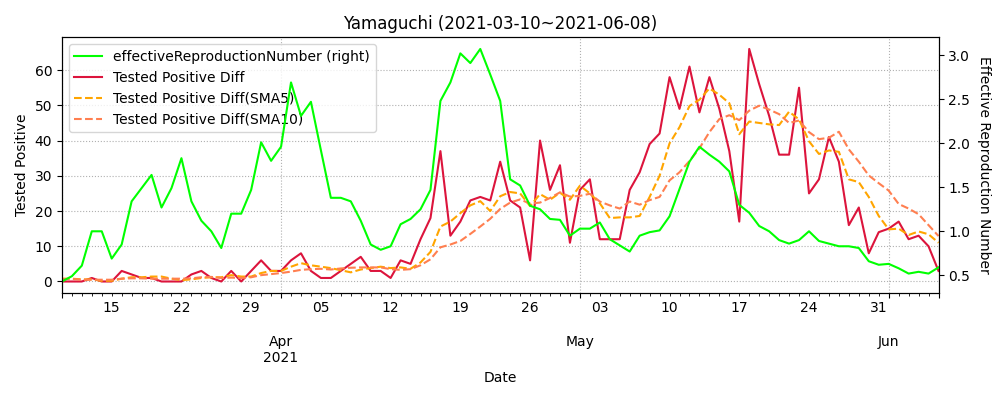 Yamaguchi (2021-03-10~2021-06-08)
effectiveReproductionNumber (right)
Tested Positive Diff
Tested Positive Diff(SMA5)
Tested Positive Diff(SMA10)
Tested Positive
60
50
40
30
20
10
0
3.0
2.5
2.0
1.5
1.0
0.5
Effective Reproduction Number
15 22 29 05 12 19 26 03 10 17 24 31
Apr May Jun
2021
Date